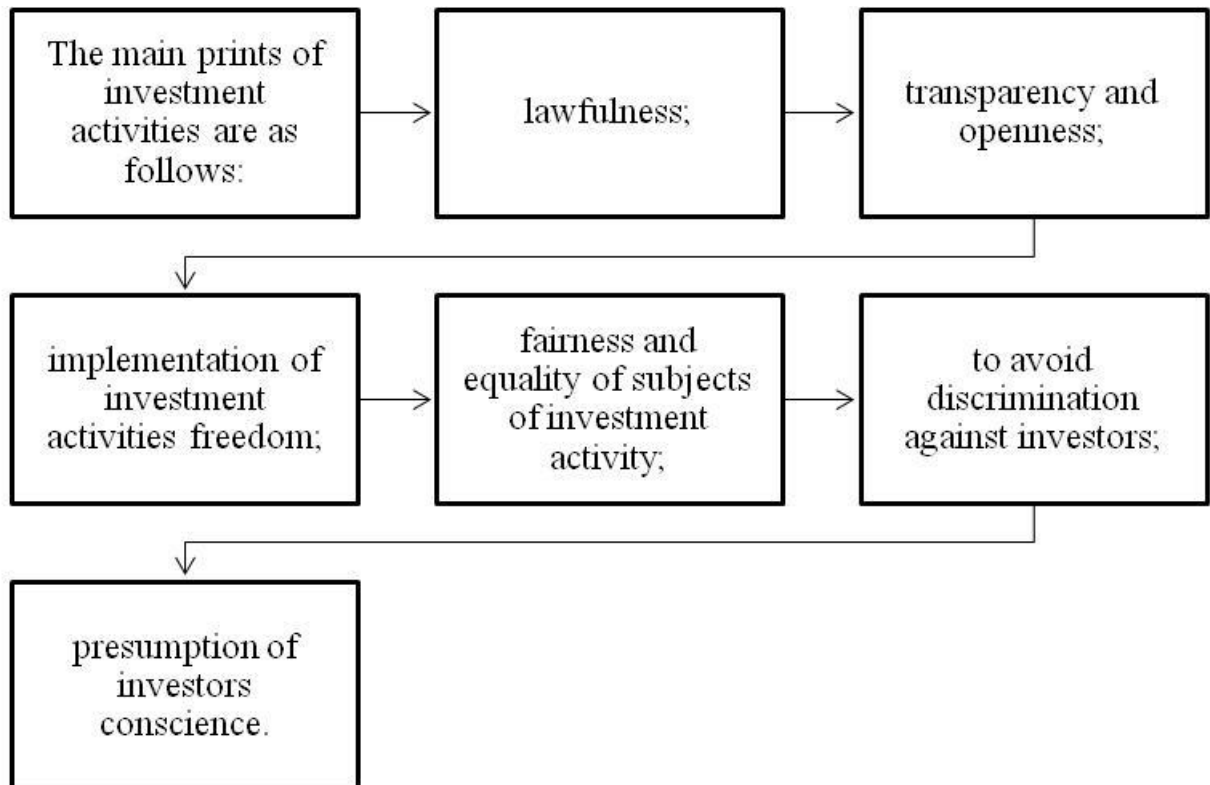 The main prints of
investment
activities are as
follows:
lawfulness;
transparency and
openness;
implementation of
investment
activities freedom;
fairness and
equality of subjects
of investment
activity;
to avoid
discrimination
against investors;
presumption of
investors
conscience.